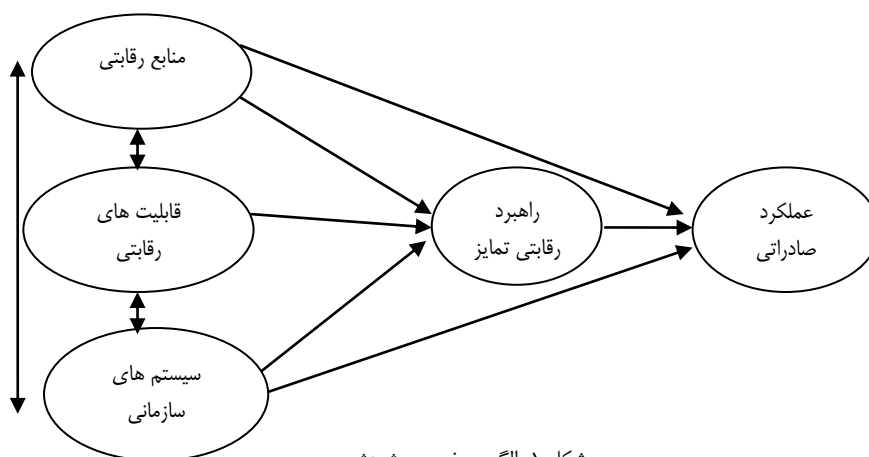 منابع رقابتی
قابلیت های
رقابتی
سیستم های
سازمانی
راهبرد
رقابتی تمایز
عملکرد
صادراتی